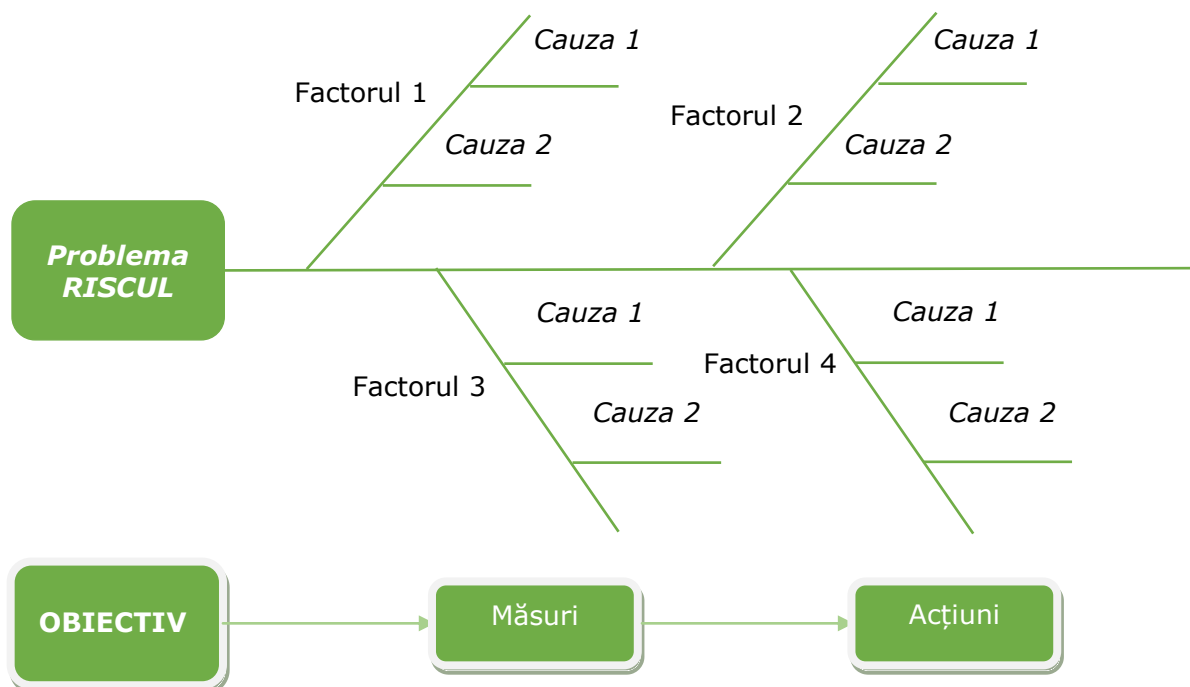 Cauza 1
Cauza 1
Factorul 1
Factorul 2
Cauza 2
Cauza 2
Problema
RISCUL
Cauza 1
Cauza 1
Factorul 3
Factorul 4
Cauza 2
Cauza 2
OBIECTIV
Măsuri
Acțiuni